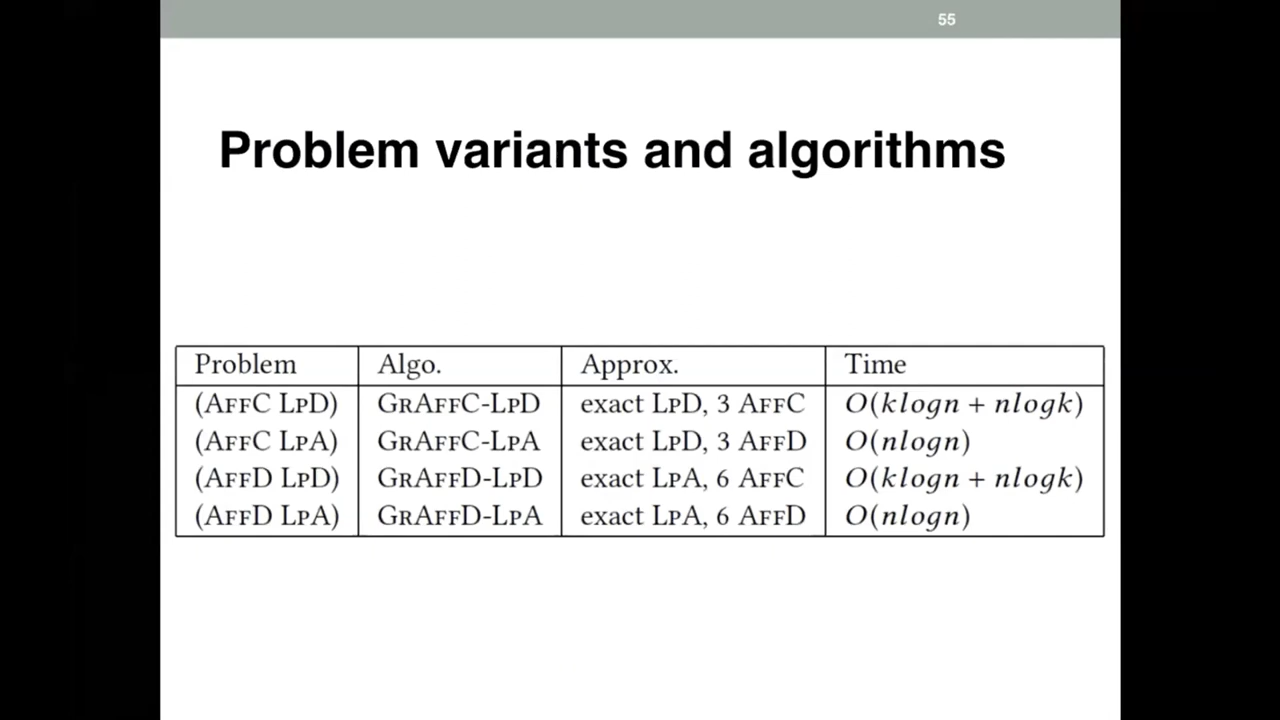 55
Problem variants and algorithms
Problem Algo. Approx. Time
(AFFC LPD) GRAFFC-LPD exact LPD, 3 AFFC O(klogn + nlogk)
(AFFC LPA) GRAFFC-LPA exact LPD, 3 AFFD O(nlogn)
(AFFD LPD) GRAFFD-LPD exact LPA, 6 AFFC O(klogn + nlogk)
(AFFD LPA) GRAFFD-LPA exact LPA, 6 AFFD O(nlogn)